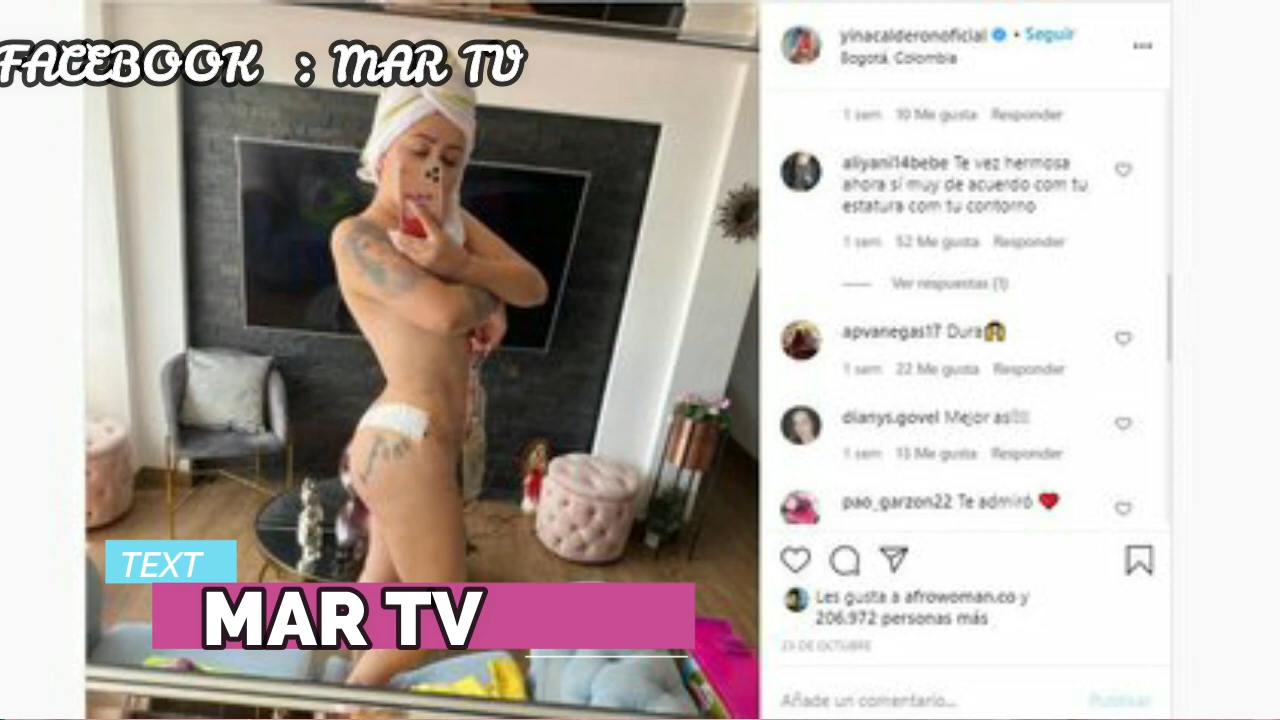 FACEBOOK : MAR TV
TEXT
MAR TV
yinacalderonoficial • Seguir
Bogotá, Colombia
1 sem 10 Me gusta Responder
aliyani14bebe Te vez hermosa
ahora sí muy de acuerdo com tu
estatura com tu contorno
1 sem 52 Me gusta Responder
Ver respuestas (1)
apvanegas17 Dura
1 sem 22 Me gusta Responder
dianys.govel Mejor as
1 sem 15 Me gusta Responder
pao_garzon22 Te admiró ❤️
Les gusta a afrowoman.co y
206.972 personas más
23 DE OCTUBRE
Añade un comentario...
Publicar